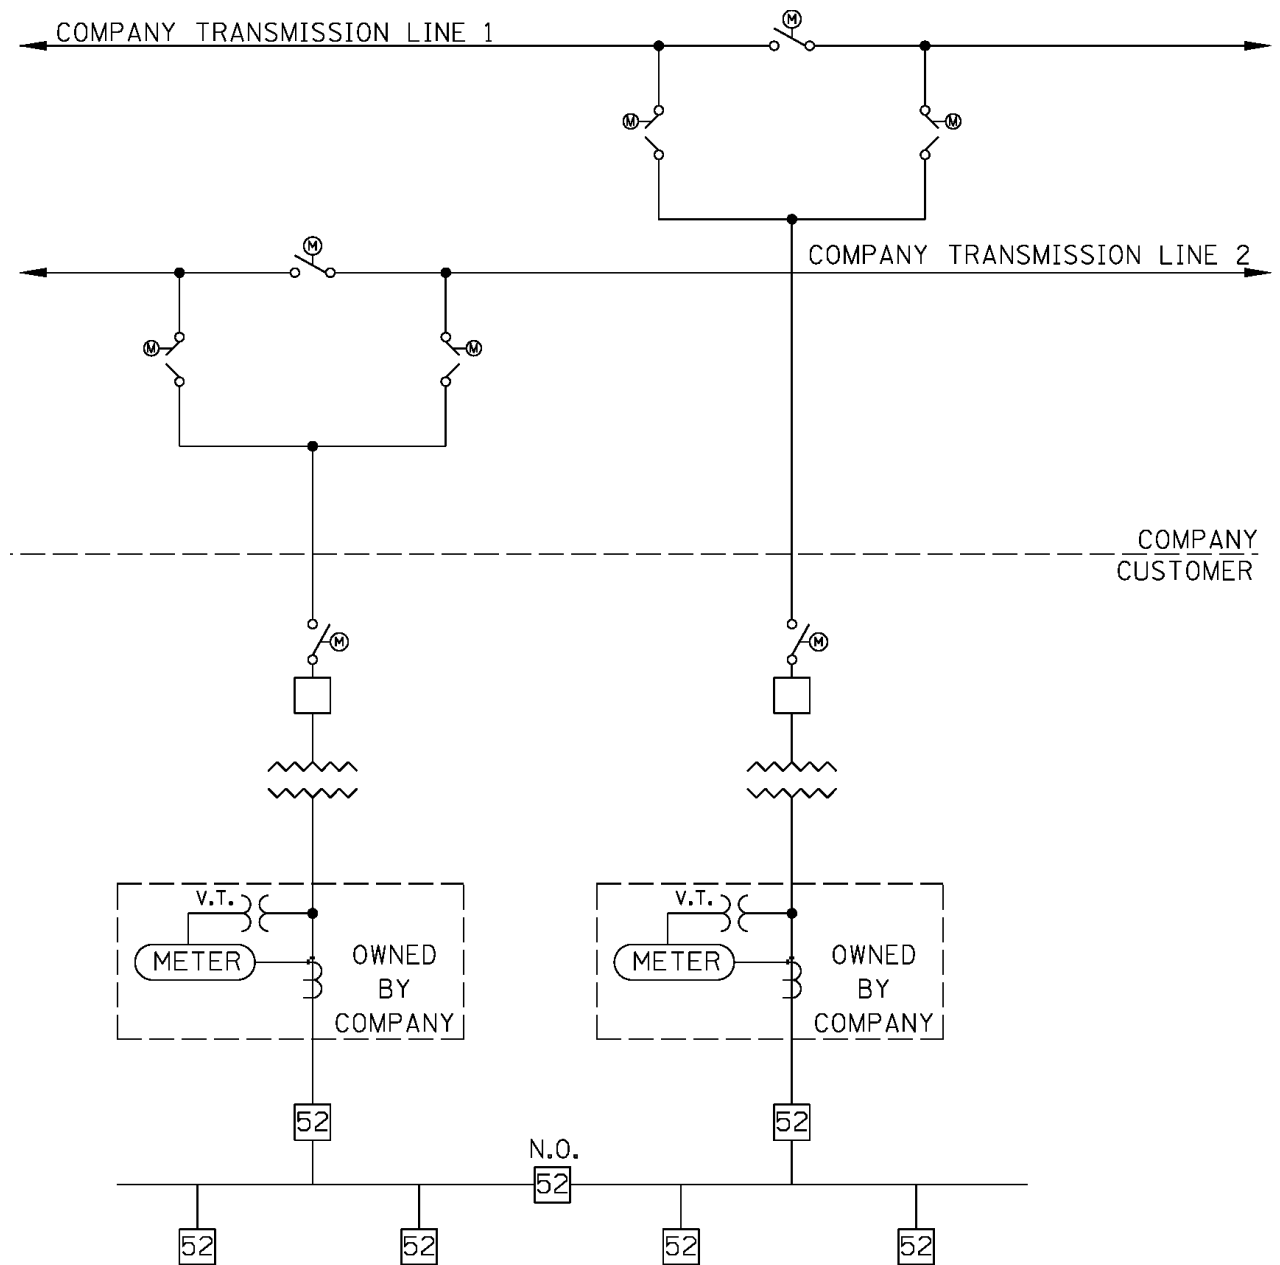 M
COMPANY TRANSMISSION LINE 1
M
M
M
COMPANY TRANSMISSION LINE 2
M
M
COMPANY
CUSTOMER
M
M
V.T.
V.T.
METER
METER
OWNED
BY
COMPANY
OWNED
BY
COMPANY
52
52
N.O.
52
52
52
52
52